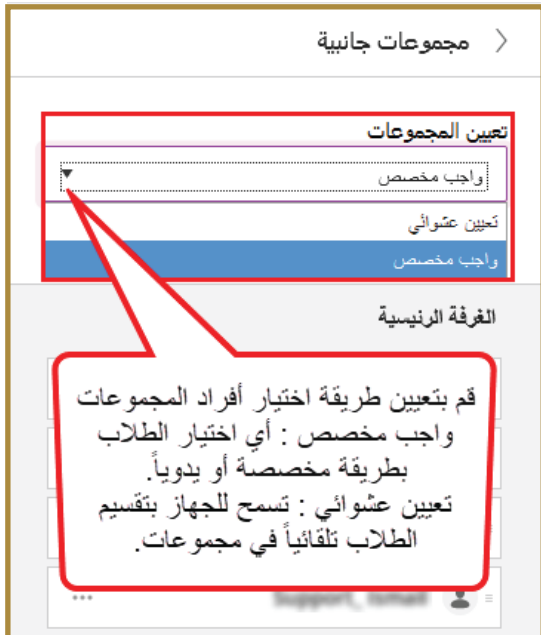 مجموعات جانبية
تعيين المجموعات
واجب مخصص
تعيين عشوائي
واجب مخصص
الغرفة الرئيسية
قم بتعيين طريقة اختيار أفراد المجموعات
واجب مخصص : أي اختيار الطلاب
بطريقة مخصصة أو يدوياً.
تعيين عشوائي : تسمح للجهاز بتقسيم
الطلاب تلقائياً في مجموعات.